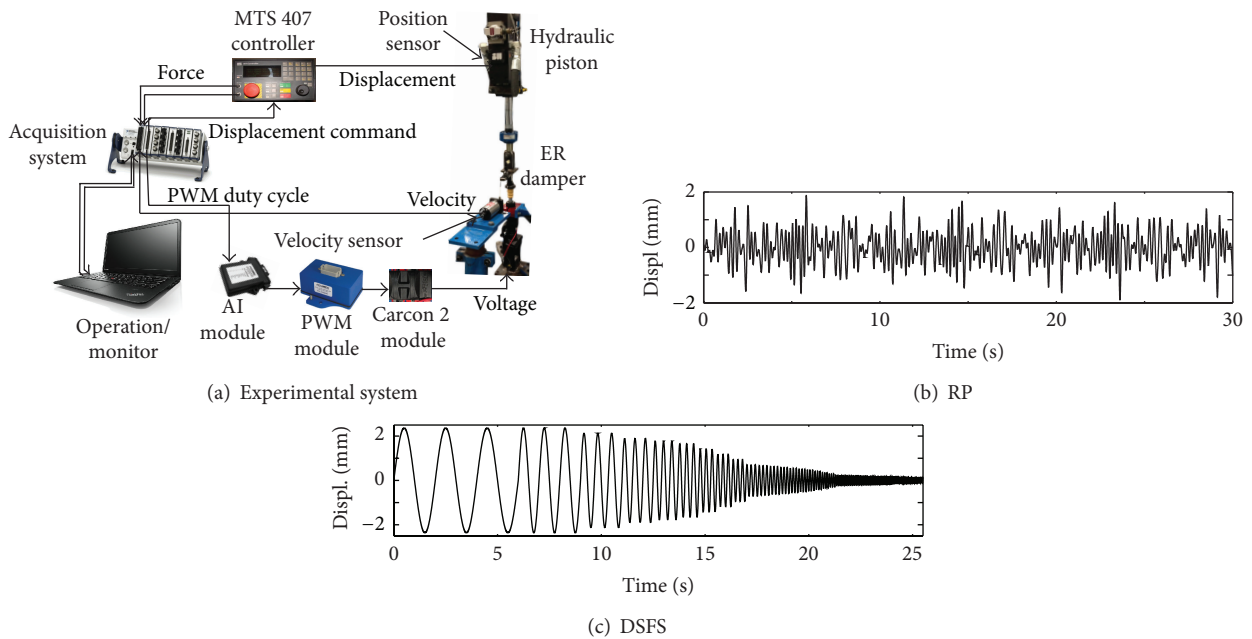 MTS 407
controller
Position
sensor
Hydraulic
piston
Force
Displacement
Acquisition
system
Displacement command
ER
damper
PWM duty cycle
Velocity
Velocity sensor
Voltage
Operation/
monitor
AI
module
PWM
module
Carcon 2
module
(a) Experimental system
Displ (mm)
2
0
−2
0 10 20 30
Time (s)
(b) RP
Displ. (mm)
2
0
−2
0 5 10 15 20 25
Time (s)
(c) DSFS